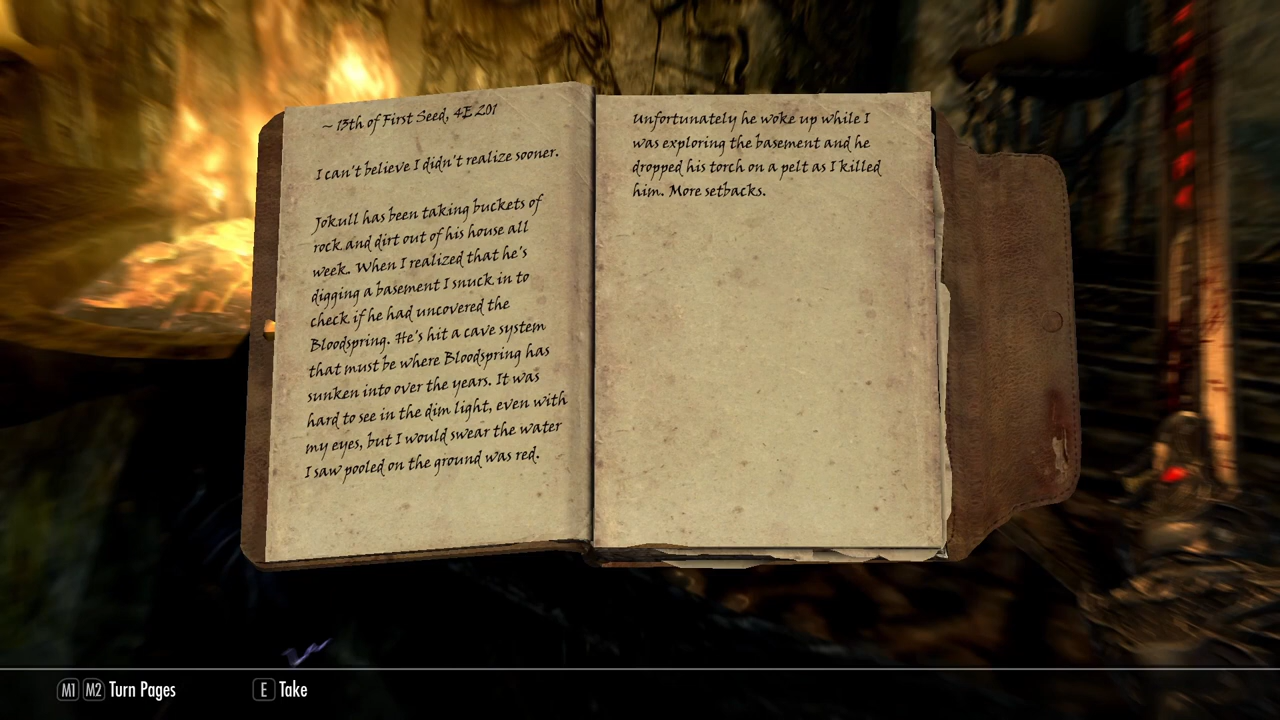 ~ 13th of First Seed, 4E 201
I can't believe I didn't realize sooner.
Jokull has been taking buckets of
rock and dirt out of his house all
week. When I realized that he's
digging a basement I snuck in to
check if he had uncovered the
Bloodspring. He's hit a cave system
that must be where Bloodspring has
sunken into over the years. It was
hard to see in the dim light, even with
my eyes, but I would swear the water
I saw pooled on the ground was red.
Unfortunately he woke up while I
was exploring the basement and he
dropped his torch on a pelt as I killed
him. More setbacks.
M1 M2 Turn Pages
E Take